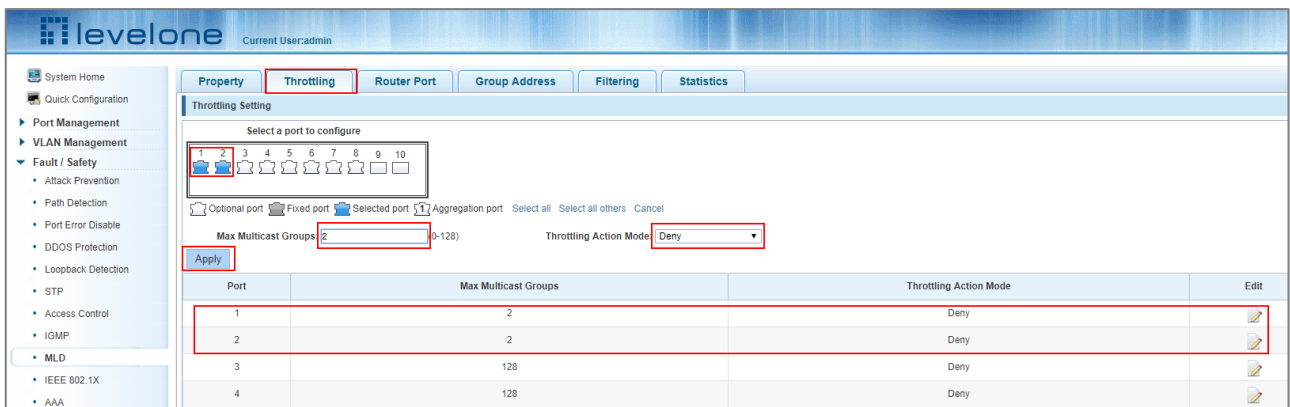 levelone
Current User:admin
System Home
Quick Configuration
Port Management
VLAN Management
Fault / Safety
Attack Prevention
Path Detection
Port Error Disable
DDOS Protection
Loopback Detection
STP
Access Control
IGMP
MLD
IEEE 802.1X
AAA
Property Throttling Router Port Group Address Filtering Statistics
Throttling Setting
Select a port to configure
1 2 3 4 5 6 7 8 9 10
Optional port Fixed port Selected port 1 Aggregation port Select all Select all others Cancel
Max Multicast Groups: 2 (0-128) Throttling Action Mode: Deny
Apply
Port Max Multicast Groups Throttling Action Mode Edit
1 2 Deny
2 2 Deny
3 128 Deny
4 128 Deny